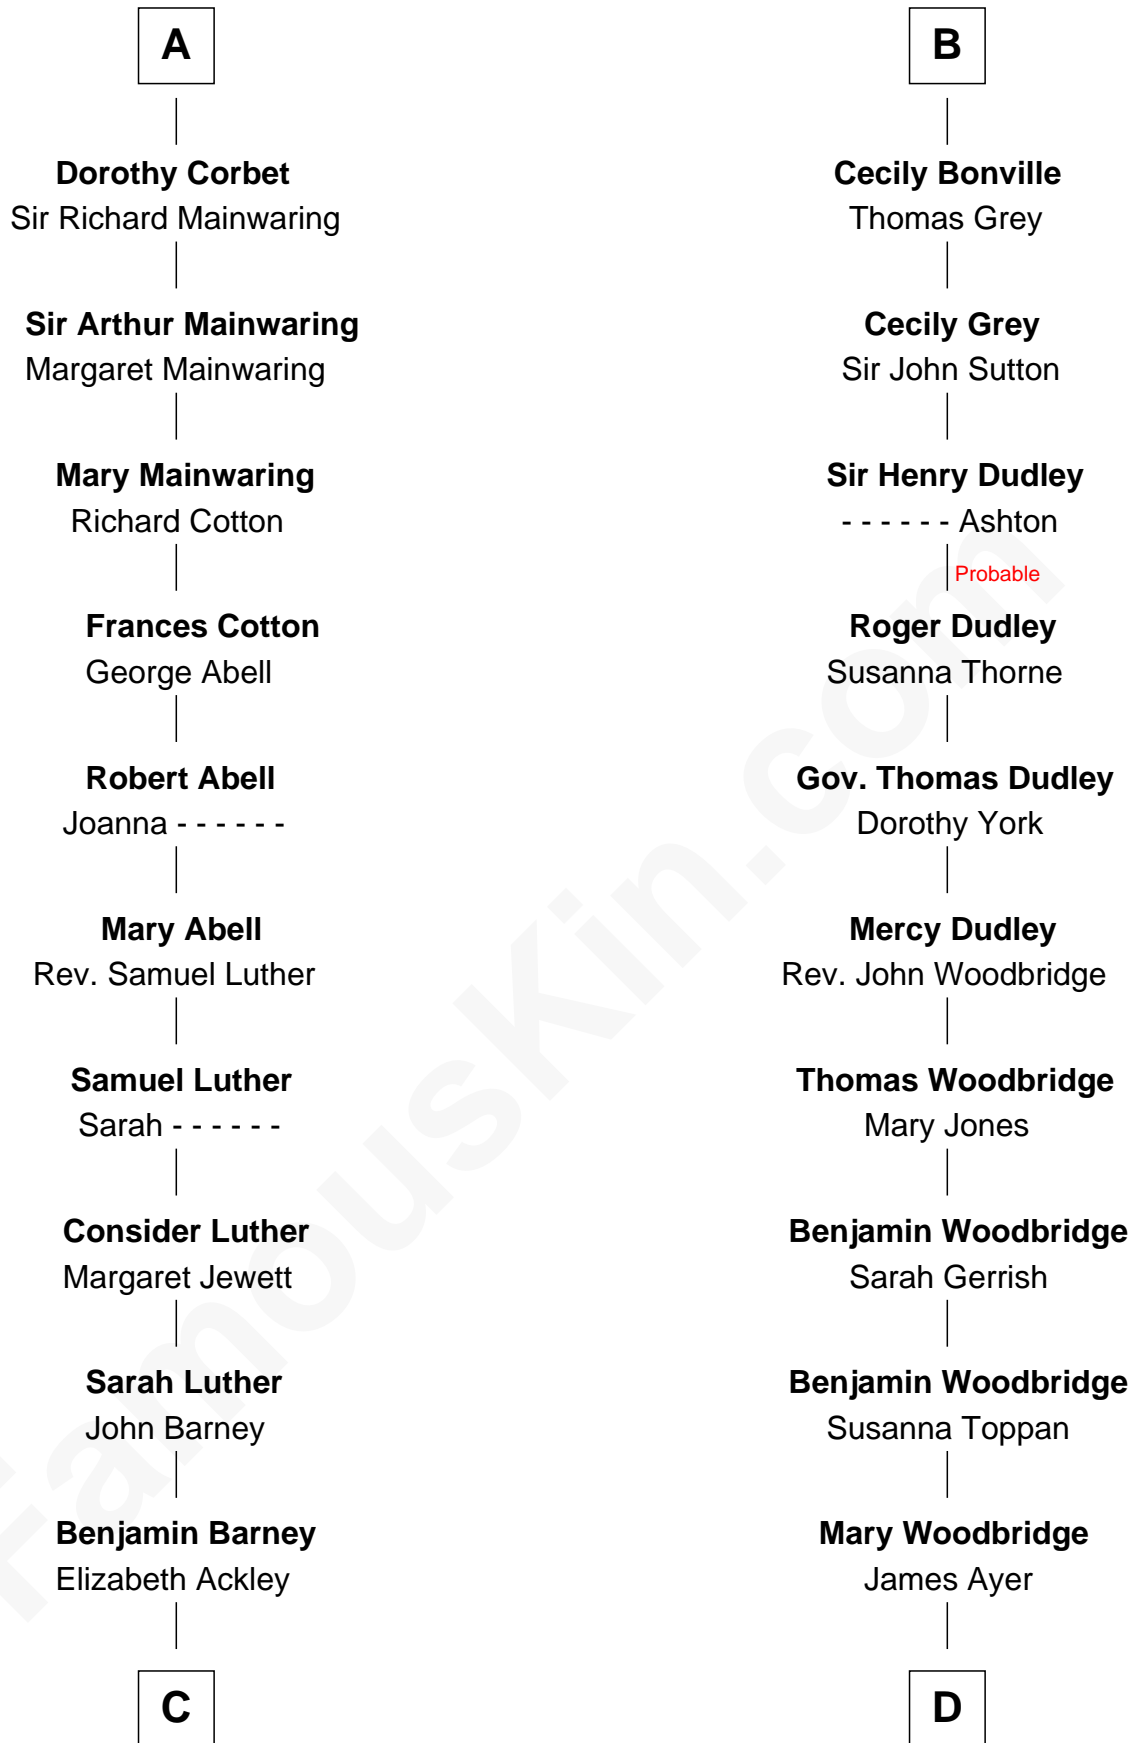 A
Dorothy Corbet
Sir Richard Mainwaring
Sir Arthur Mainwaring
Margaret Mainwaring
Mary Mainwaring
Richard Cotton
Frances Cotton
George Abell
Robert Abell
Joanna - - - - - -
Mary Abell
Rev. Samuel Luther
Samuel Luther
Sarah - - - - - -
Consider Luther
Margaret Jewett
Sarah Luther
John Barney
Benjamin Barney
Elizabeth Ackley
C
B
Cecily Bonville
Thomas Grey
Cecily Grey
Sir John Sutton
Sir Henry Dudley
- - - - - - Ashton
Probable
Roger Dudley
Susanna Thorne
Gov. Thomas Dudley
Dorothy York
Mercy Dudley
Rev. John Woodbridge
Thomas Woodbridge
Mary Jones
Benjamin Woodbridge
Sarah Gerrish
Benjamin Woodbridge
Susanna Toppan
Mary Woodbridge
James Ayer
D
FamousKin.com